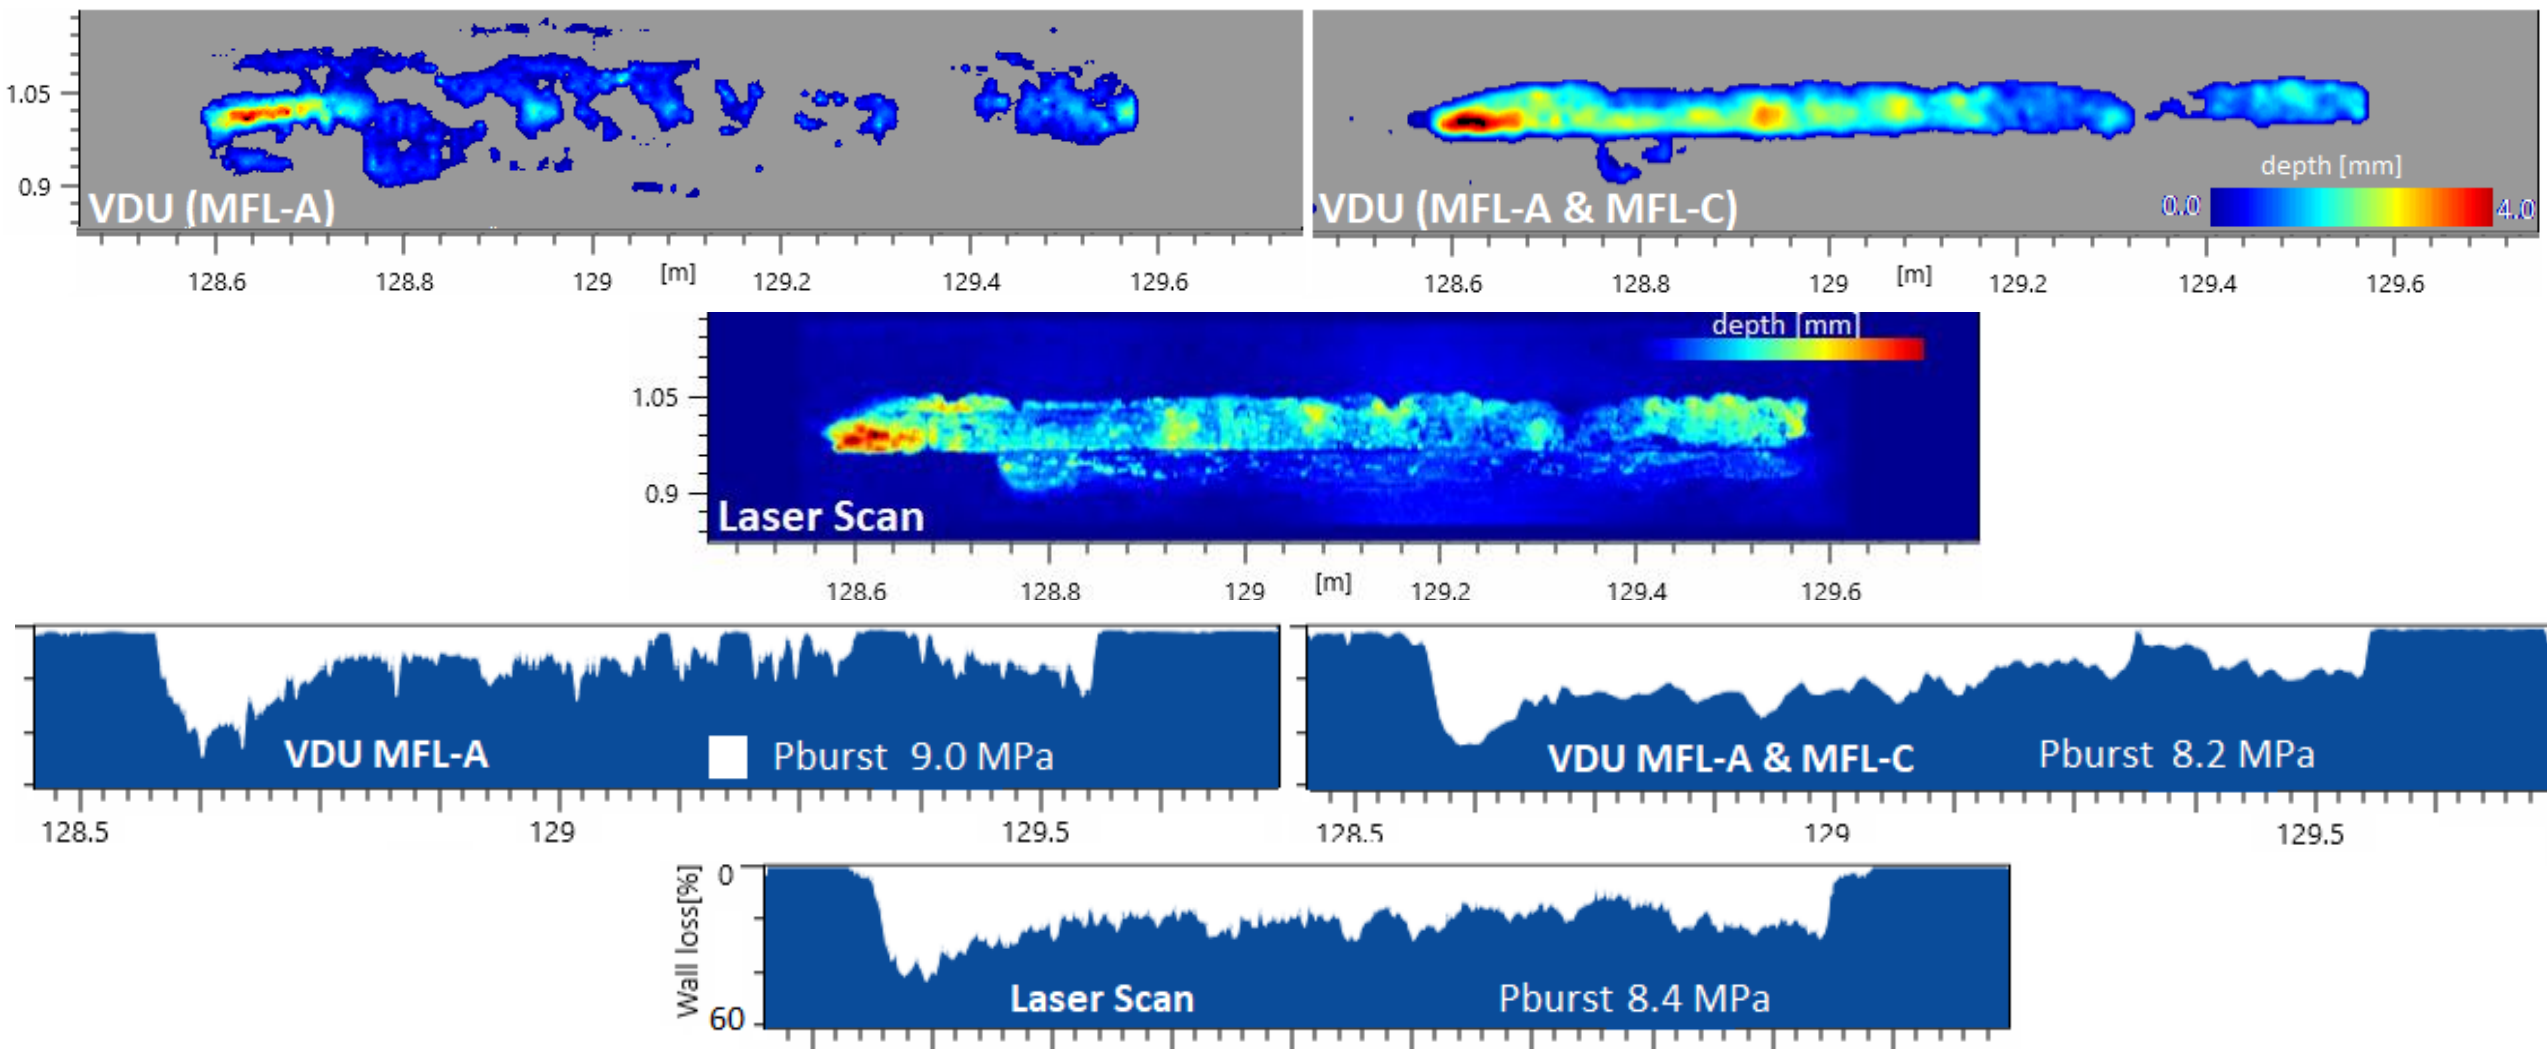 1.05
0.9
VDU (MFL-A)
128.6 128.8 129 [m] 129.2 129.4 129.6
depth [mm]
0.0 4.0
VDU (MFL-A & MFL-C)
128.6 128.8 129 [m] 129.2 129.4 129.6
depth [mm]
1.05
0.9
Laser Scan
128.6 128.8 129 [m] 129.2 129.4 129.6
VDU MFL-A Pburst 9.0 MPa
128.5 129 129.5
VDU MFL-A & MFL-C Pburst 8.2 MPa
128.5 129 129.5
Wall loss[%]
0
60
Laser Scan Pburst 8.4 MPa